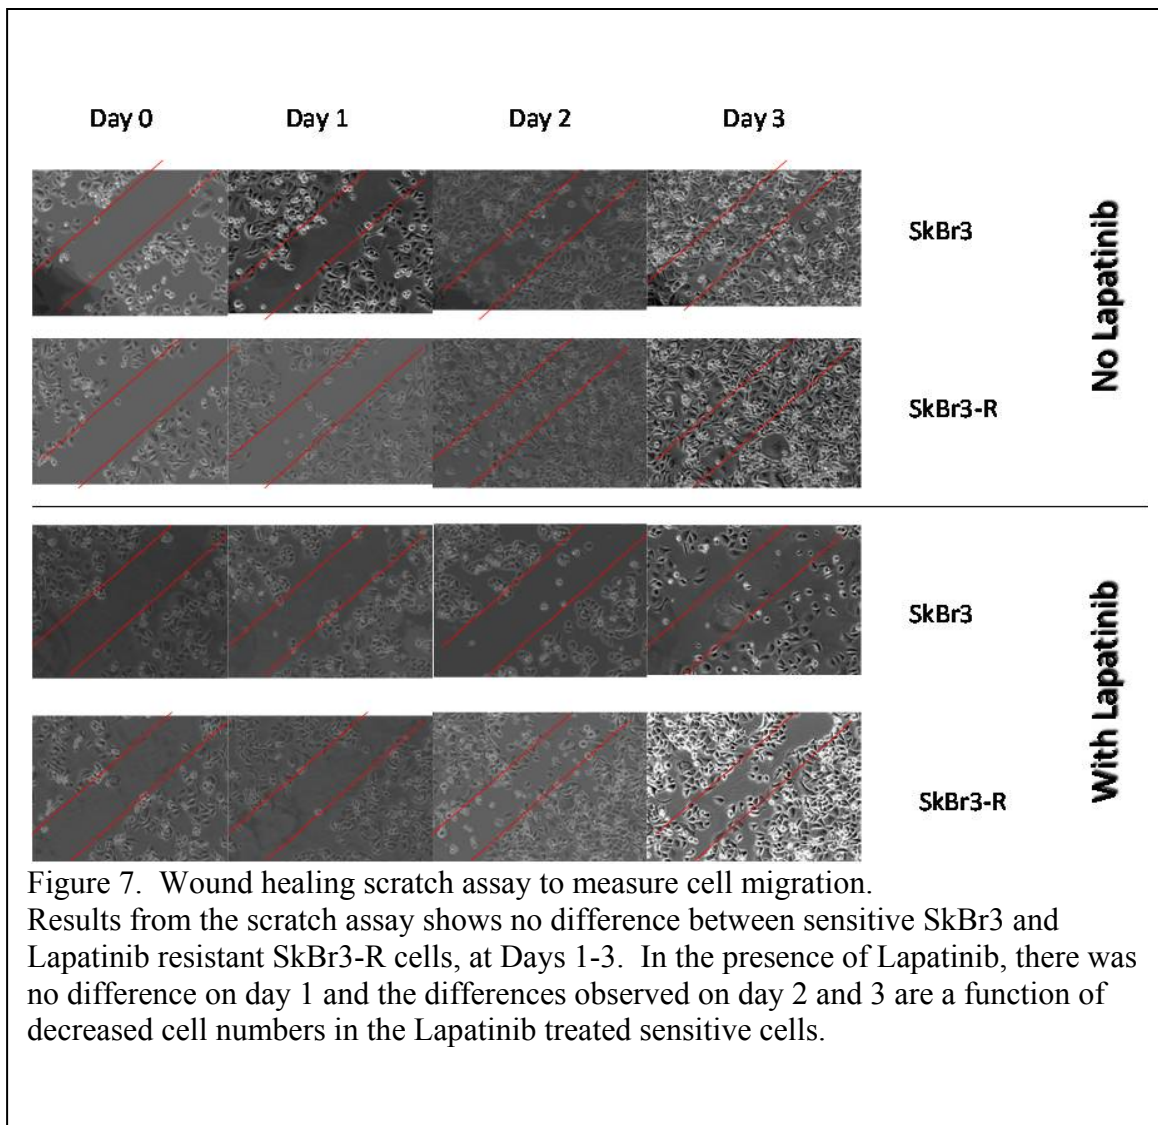 Day 0 Day 1 Day 2 Day 3
SkBr3
No Lapatinib
SkBr3-R
SkBr3
With Lapatinib
SkBr3-R
Figure 7. Wound healing scratch assay to measure cell migration.
Results from the scratch assay shows no difference between sensitive SkBr3 and
Lapatinib resistant SkBr3-R cells, at Days 1-3. In the presence of Lapatinib, there was
no difference on day 1 and the differences observed on day 2 and 3 are a function of
decreased cell numbers in the Lapatinib treated sensitive cells.